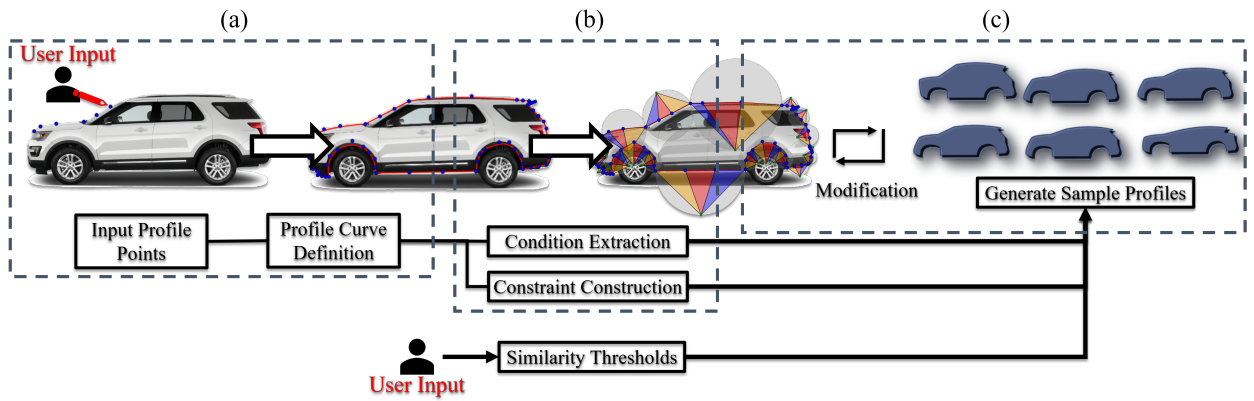 (a)
(b)
(c)
User Input
Modification
Generate Sample Profiles
Input Profile
Points
Profile Curve
Definition
Condition Extraction
Constraint Construction
Similarity Thresholds
User Input